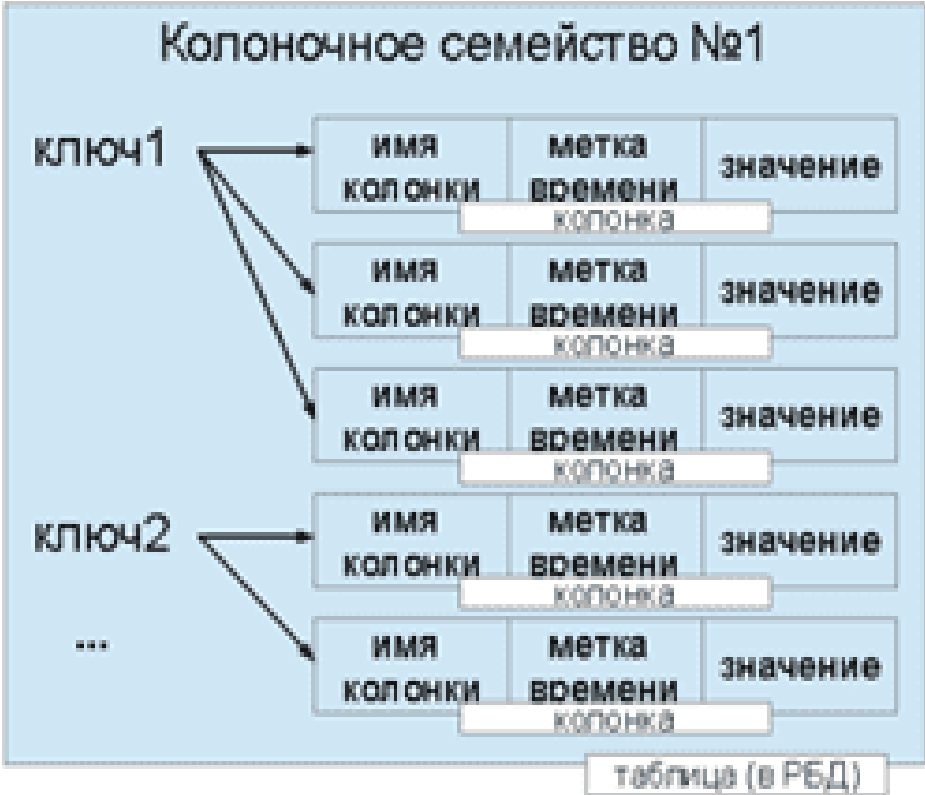 Колоночное семейство №1
ключ1
имя колонки
метка времени
значение
колонка
имя колонки
метка времени
значение
колонка
имя колонки
метка времени
значение
колонка
ключ2
имя колонки
метка времени
значение
колонка
...
имя колонки
метка времени
значение
колонка
таблица (в РБД)